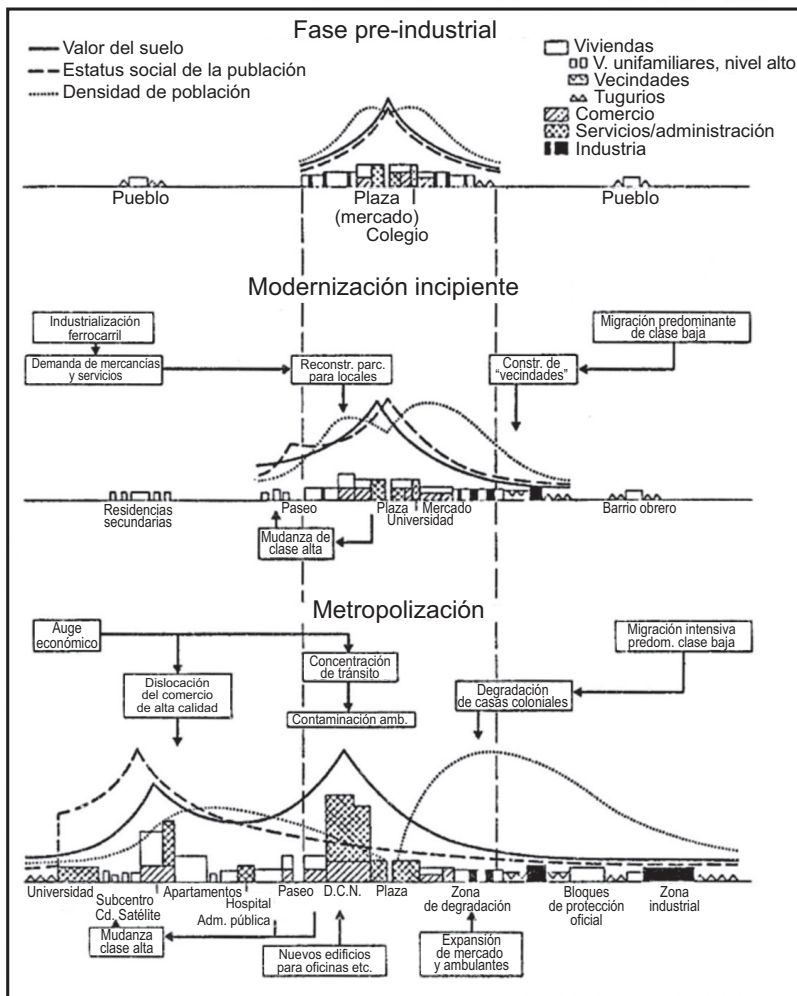 Fase pre-industrial
Valor del suelo
Estatus social de la publación
Densidad de población
Viviendas
V. unifamiliares, nivel alto
Vecindades
Tugurios
Comercio
Servicios/administración
Industria
Pueblo
Plaza
(mercado)
Colegio
Pueblo
Modernización incipiente
Industrialización
ferrocarril
Demanda de mercancías
y servicios
Reconstr. parc.
para locales
Constr. de
"vecindades"
Migración predominante
de clase baja
Residencias
secundarias
Paseo
Plaza
Universidad
Mercado
Barrio obrero
Mudanza de
clase alta
Metropolización
Auge
económico
Dislocación
del comercio
de alta calidad
Concentración
de tránsito
Contaminación amb.
Degradación
de casas coloniales
Migración intensiva
predom. clase baja
Universidad
Subcentro
Cd. Satélite
Apartamentos
Hospital
Adm. pública
Paseo
D.C.N.
Plaza
Zona
de degradación
Bloques
de protección
oficial
Zona
industrial
Mudanza
clase alta
Nuevos edificios
para oficinas etc.
Expansión
de mercado
y ambulantes